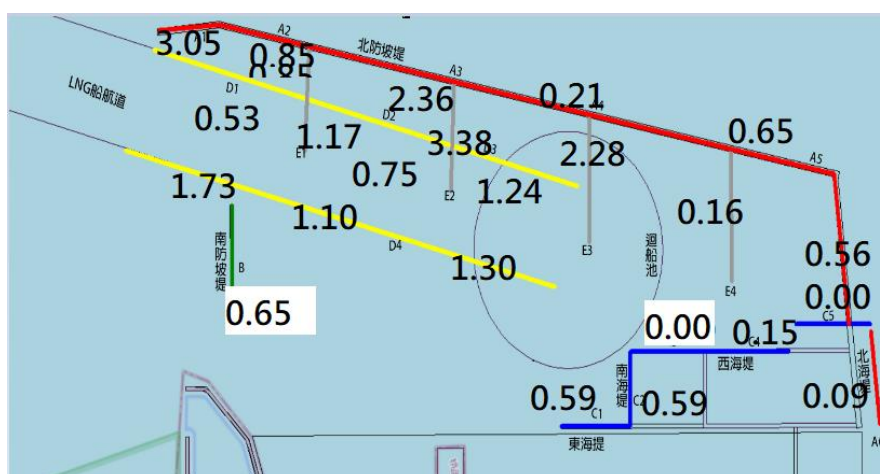 A2
北防坡堤
3.05
0.85
A3
LNG船航道
D1
2.36
0.21
0.53
D2
0.65
1.17
3.38
2.28
A5
E1
0.75
1.24
1.73
E2
0.16
1.10
南防坡堤
D4
E3
迴船池
0.56
B
1.30
E4
0.00
0.65
C5
0.00
0.15
西海堤
北海堤
南海堤
0.59
C1
C2
0.59
0.09
東海提